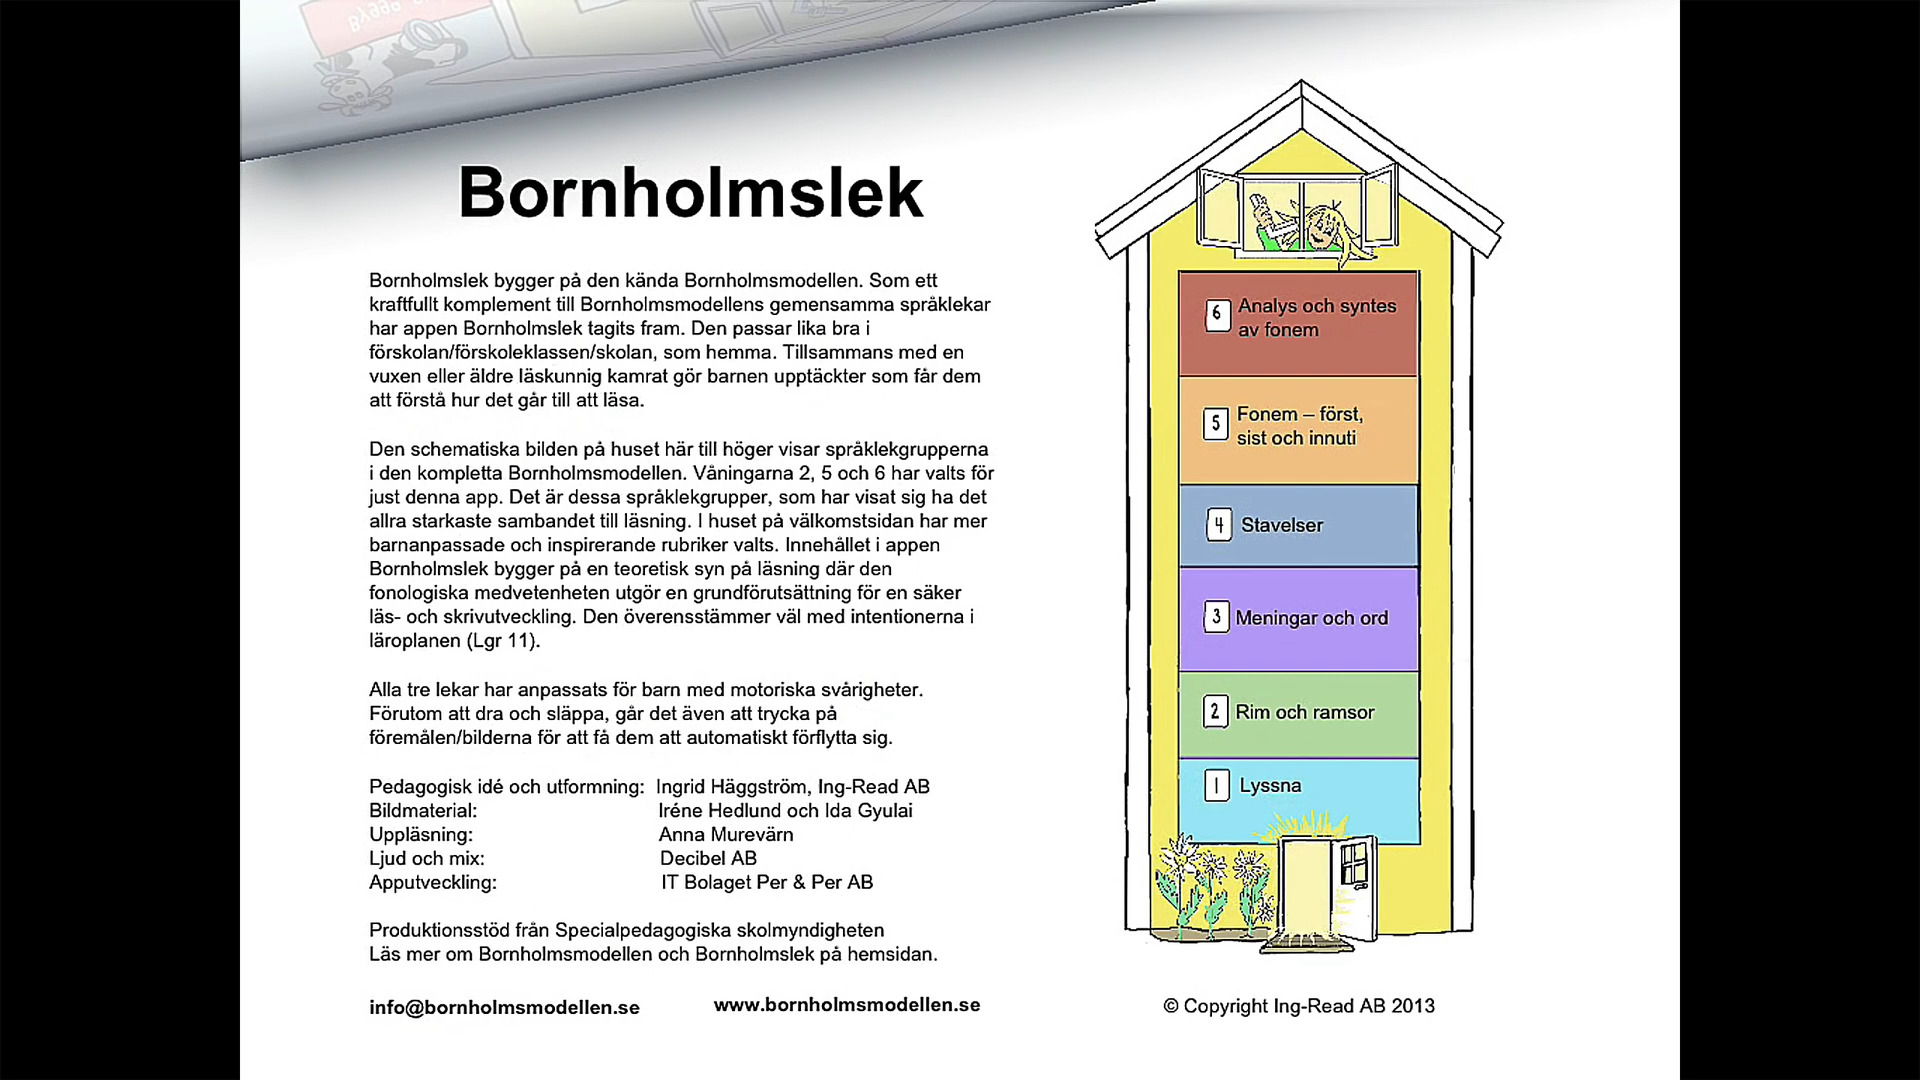 Bornholmslek
Bornholmslek bygger på den kända Bornholmsmodellen. Som ett
kraftfullt komplement till Bornholmsmodellens gemensamma språklekar
har appen Bornholmslek tagits fram. Den passar lika bra i
förskolan/förskoleklassen/skolan, som hemma. Tillsammans med en
vuxen eller äldre läskunnig kamrat gör barnen upptäckter som får dem
att förstå hur det går till att läsa.
Den schematiska bilden på huset här till höger visar språklekgrupperna
i den kompletta Bornholmsmodellen. Våningarna 2, 5 och 6 har valts för
just denna app. Det är dessa språklekgrupper, som har visat sig ha det
allra starkaste sambandet till läsning. I huset på välkomstsidan har mer
barnanpassade och inspirerande rubriker valts. Innehållet i appen
Bornholmslek bygger på en teoretisk syn på läsning där den
fonologiska medvetenheten utgör en grundförutsättning för en säker
läs- och skrivutveckling. Den överensstämmer väl med intentionerna i
läroplanen (Lgr 11).
Alla tre lekar har anpassats för barn med motoriska svårigheter.
Förutom att dra och släppa, går det även att trycka på
föremålen/bilderna för att få dem att automatiskt förflytta sig.
Pedagogisk idé och utformning: Ingrid Häggström, Ing-Read AB
Bildmaterial: Iréne Hedlund och Ida Gyulai
Uppläsning: Anna Murevärn
Ljud och mix: Decibel AB
Apputveckling: IT Bolaget Per & Per AB
Produktionsstöd från Specialpedagogiska skolmyndigheten
Läs mer om Bornholmsmodellen och Bornholmslek på hemsidan.
info@bornholmsmodellen.se www.bornholmsmodellen.se
6 Analys och syntes
av fonem
5 Fonem – först,
sist och innuti
4 Stavelser
3 Meningar och ord
2 Rim och ramsor
1 Lyssna
© Copyright Ing-Read AB 2013